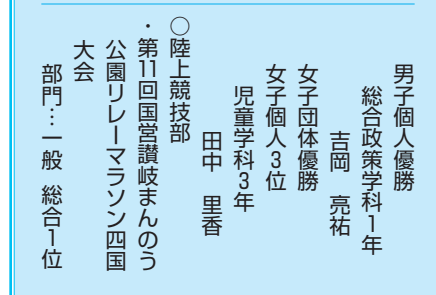 男子個人優勝
総合政策学科1年
吉岡 亮祐
女子団体優勝
女子個人3位
児童学科3年
田中 里香
○陸上競技部
・第11回国営讃岐まんのう
公園リレーマラソン四国
大会
部門…一般 総合1位